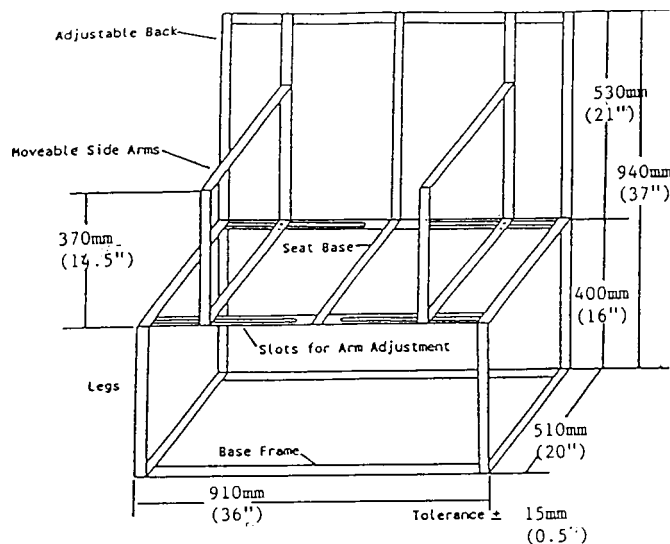 Adjustable Back
530mm
(21")
Moveable Side Arms
940mm
(37")
370mm
(14.5")
Seat Base
400mm
(16")
Slots for Arm Adjustment
Legs
510mm
(20")
Base Frame
910mm
(36")
Tolerance ± 15mm
(0.5")